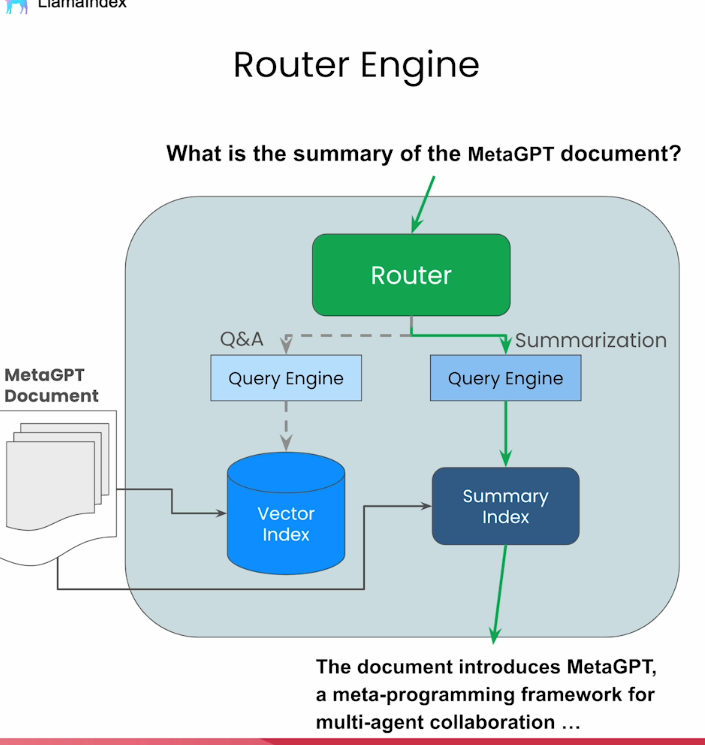 LlamaIndex
Router Engine
What is the summary of the MetaGPT document?
Router
Q&A
Summarization
Query Engine
Query Engine
MetaGPT
Document
Vector
Index
Summary
Index
The document introduces MetaGPT,
a meta-programming framework for
multi-agent collaboration ...